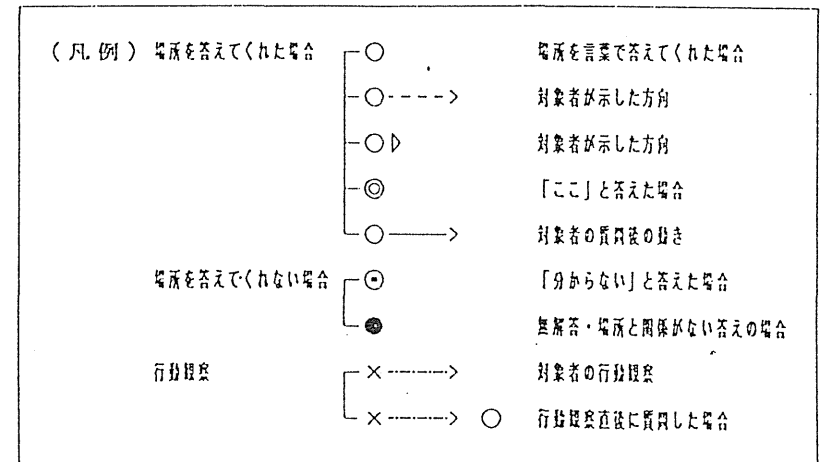 (凡 例) 場所を答えてくれた場合 ○ 場所を言葉で答えてくれた場合
○----> 対象者が示した方向
○▷ 対象者が示した方向
◎ 「ここ」と答えた場合
○——> 対象者の質問後の動き
場所を答えてくれない場合 ⊙ 「分からない」と答えた場合
● 無解答・場所と関係がない答えの場合
行動観察 ×-·-·-> 対象者の行動観察
×-·-·-> ○ 行動観察直後に質問した場合